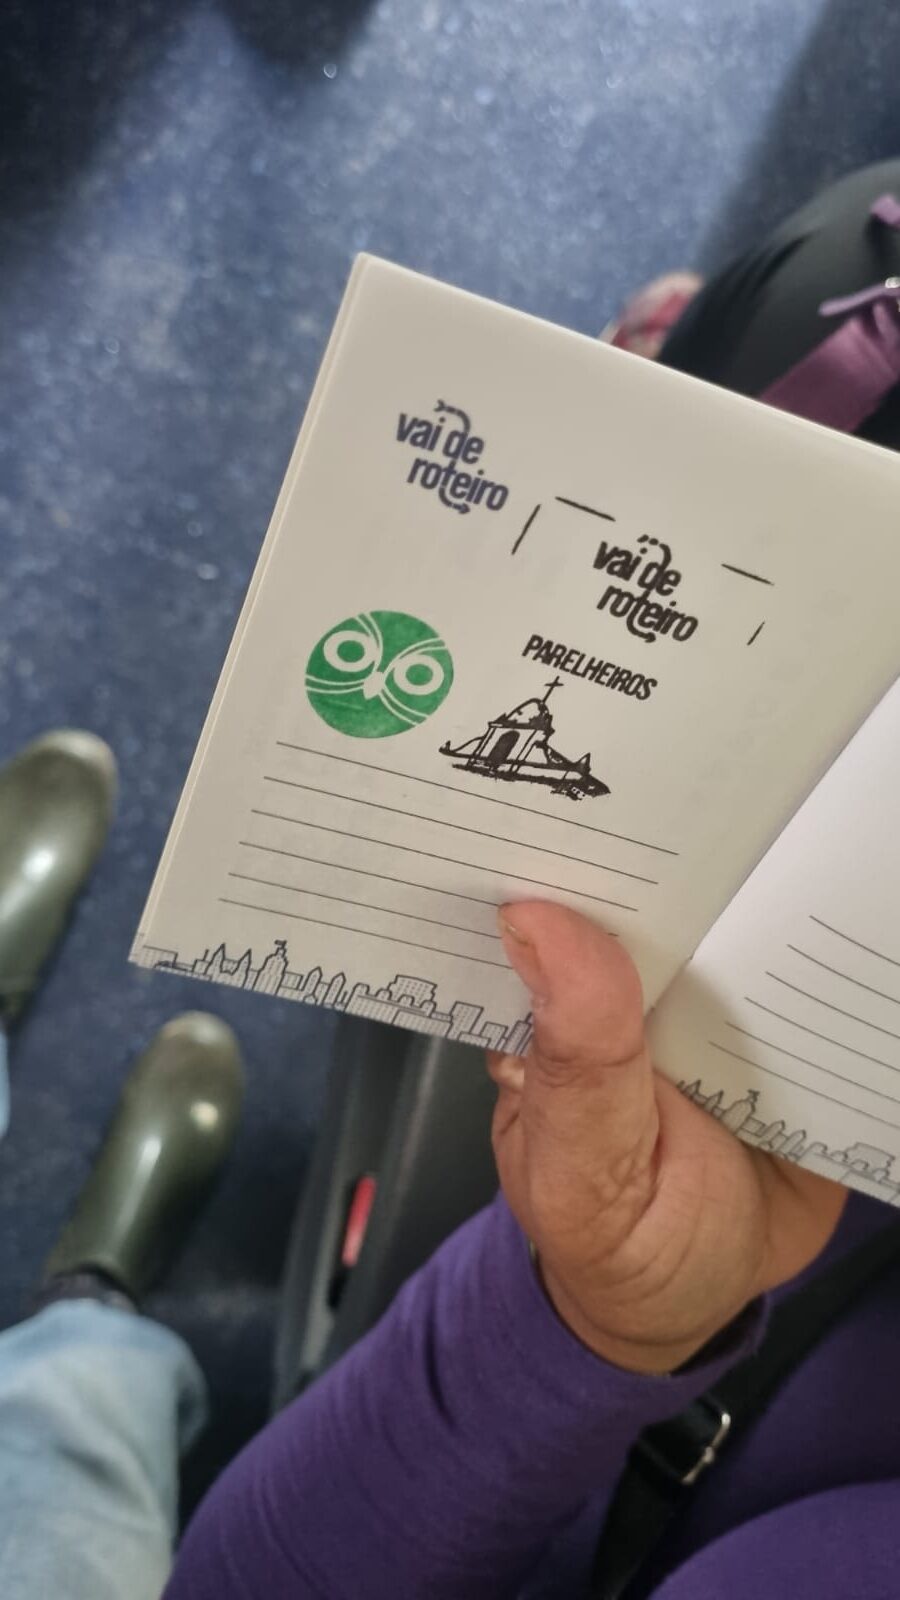 vai de
roteiro
vai de
roteiro
PARELHEIROS